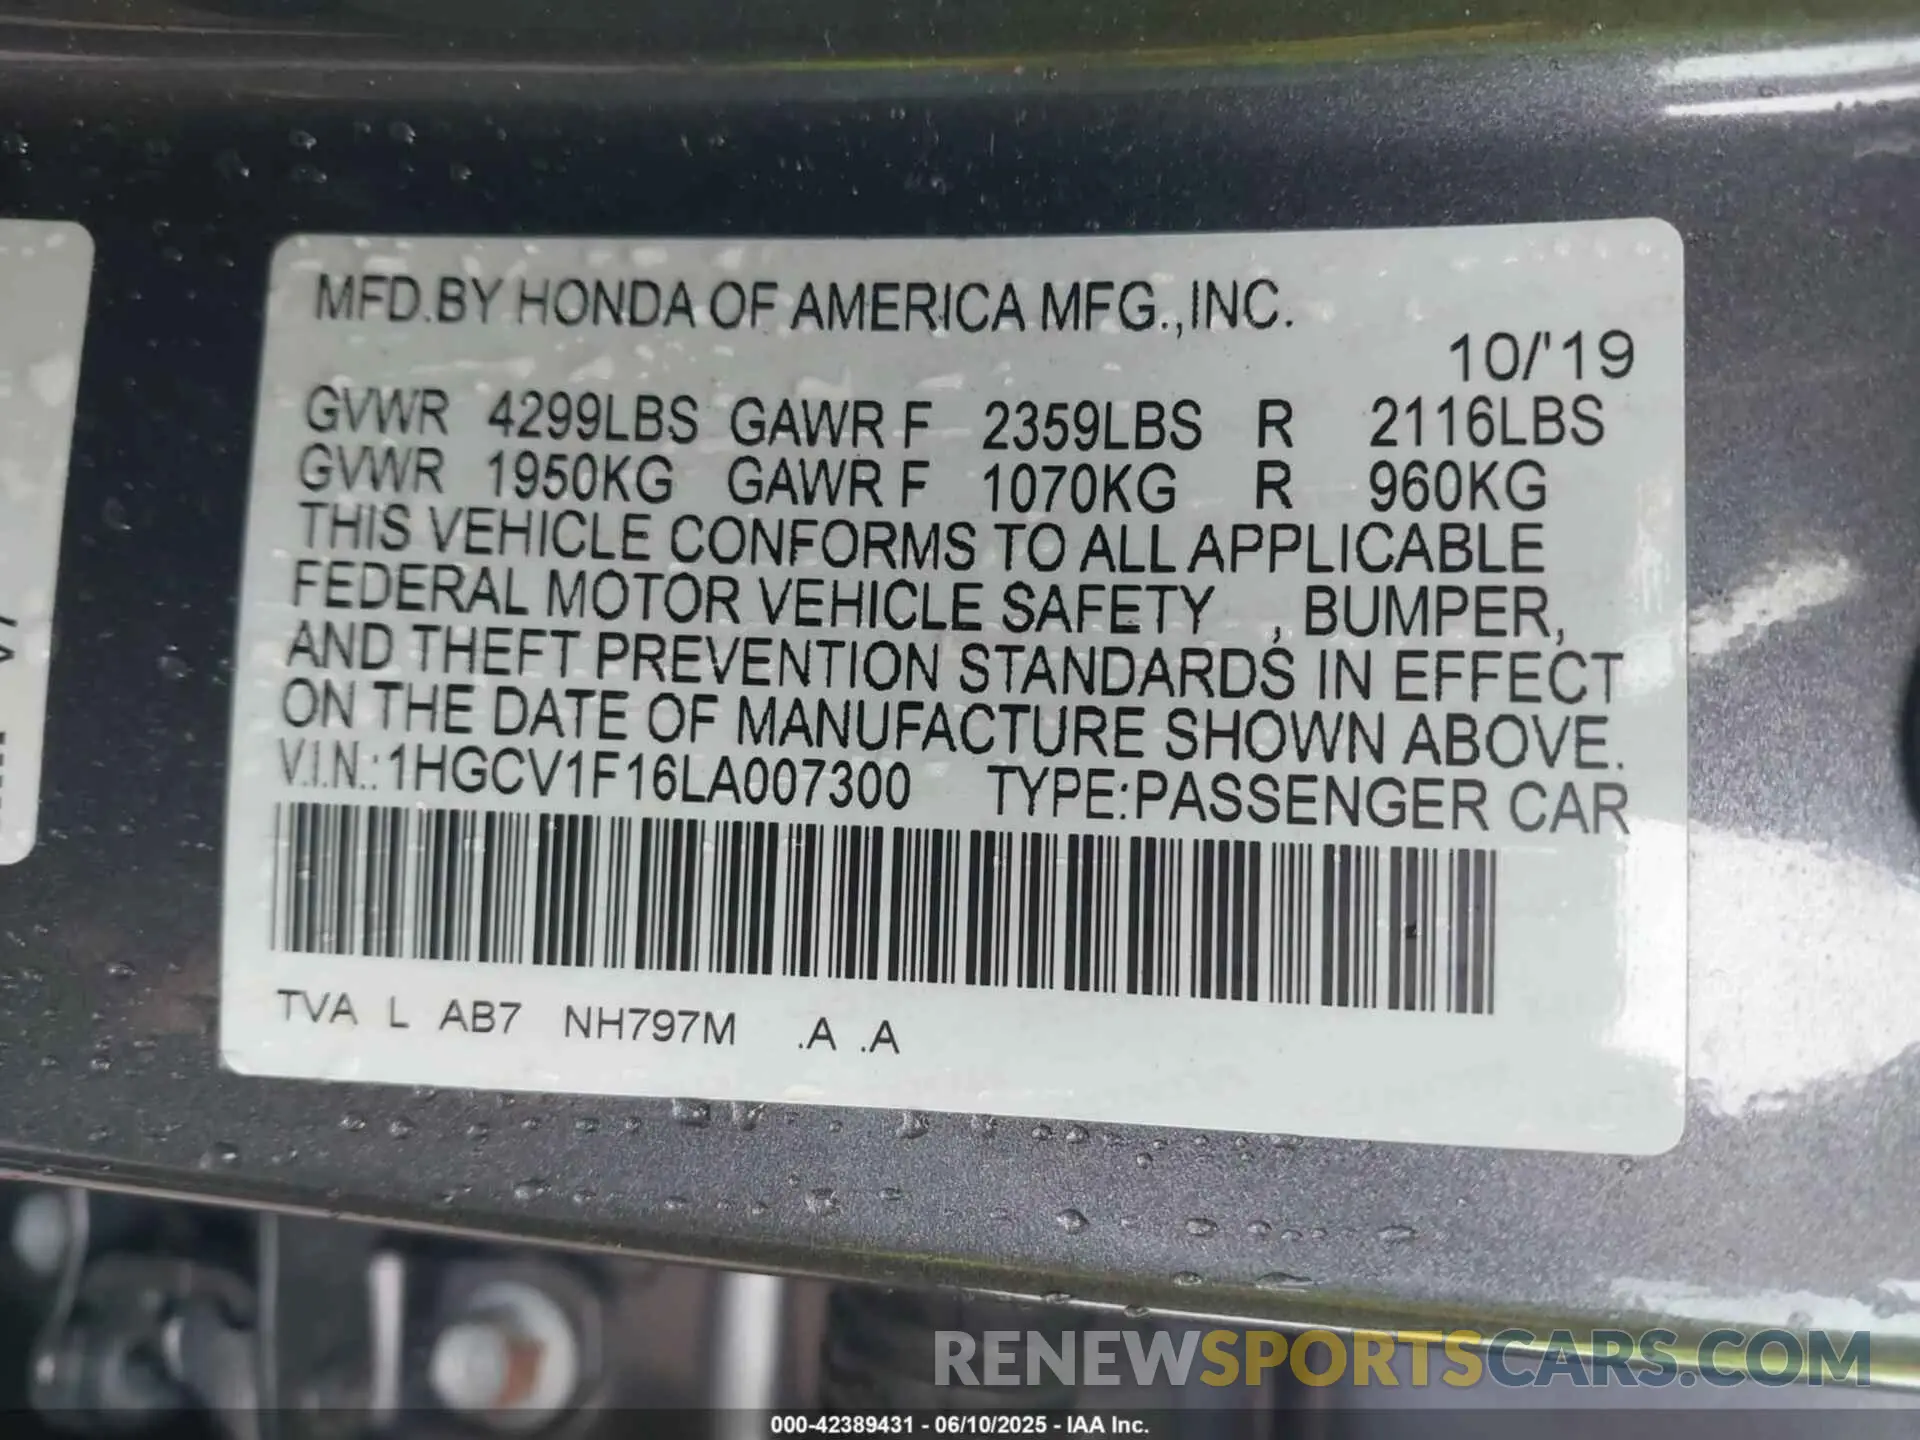 MFD.BY HONDA OF AMERICA MFG.,INC.
10/'19
GVWR 4299LBS GAWR F 2359LBS R 2116LBS
GVWR 1950KG GAWR F 1070KG R 960KG
THIS VEHICLE CONFORMS TO ALL APPLICABLE
FEDERAL MOTOR VEHICLE SAFETY , BUMPER,
AND THEFT PREVENTION STANDARDS IN EFFECT
ON THE DATE OF MANUFACTURE SHOWN ABOVE.
V.I.N.:1HGCV1F16LA007300 TYPE:PASSENGER CAR
TVA L AB7 NH797M .A .A
RENEWSPORTSCARS.COM
000-42389431 - 06/10/2025 - IAA Inc.